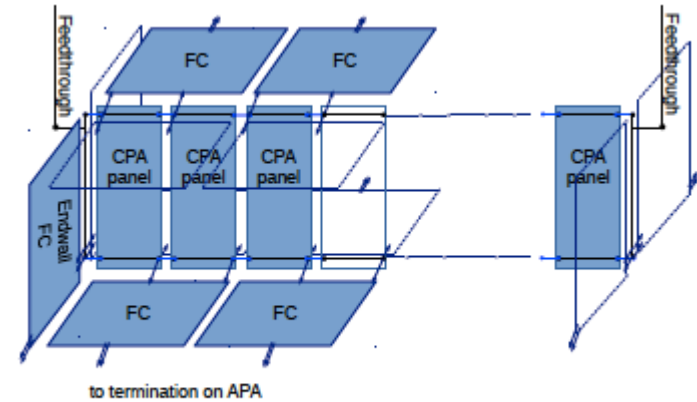 Feedthrough
Feedthrough
FC
FC
CPA
panel
CPA
panel
CPA
panel
CPA
panel
Endwall
FC
FC
FC
to termination on APA